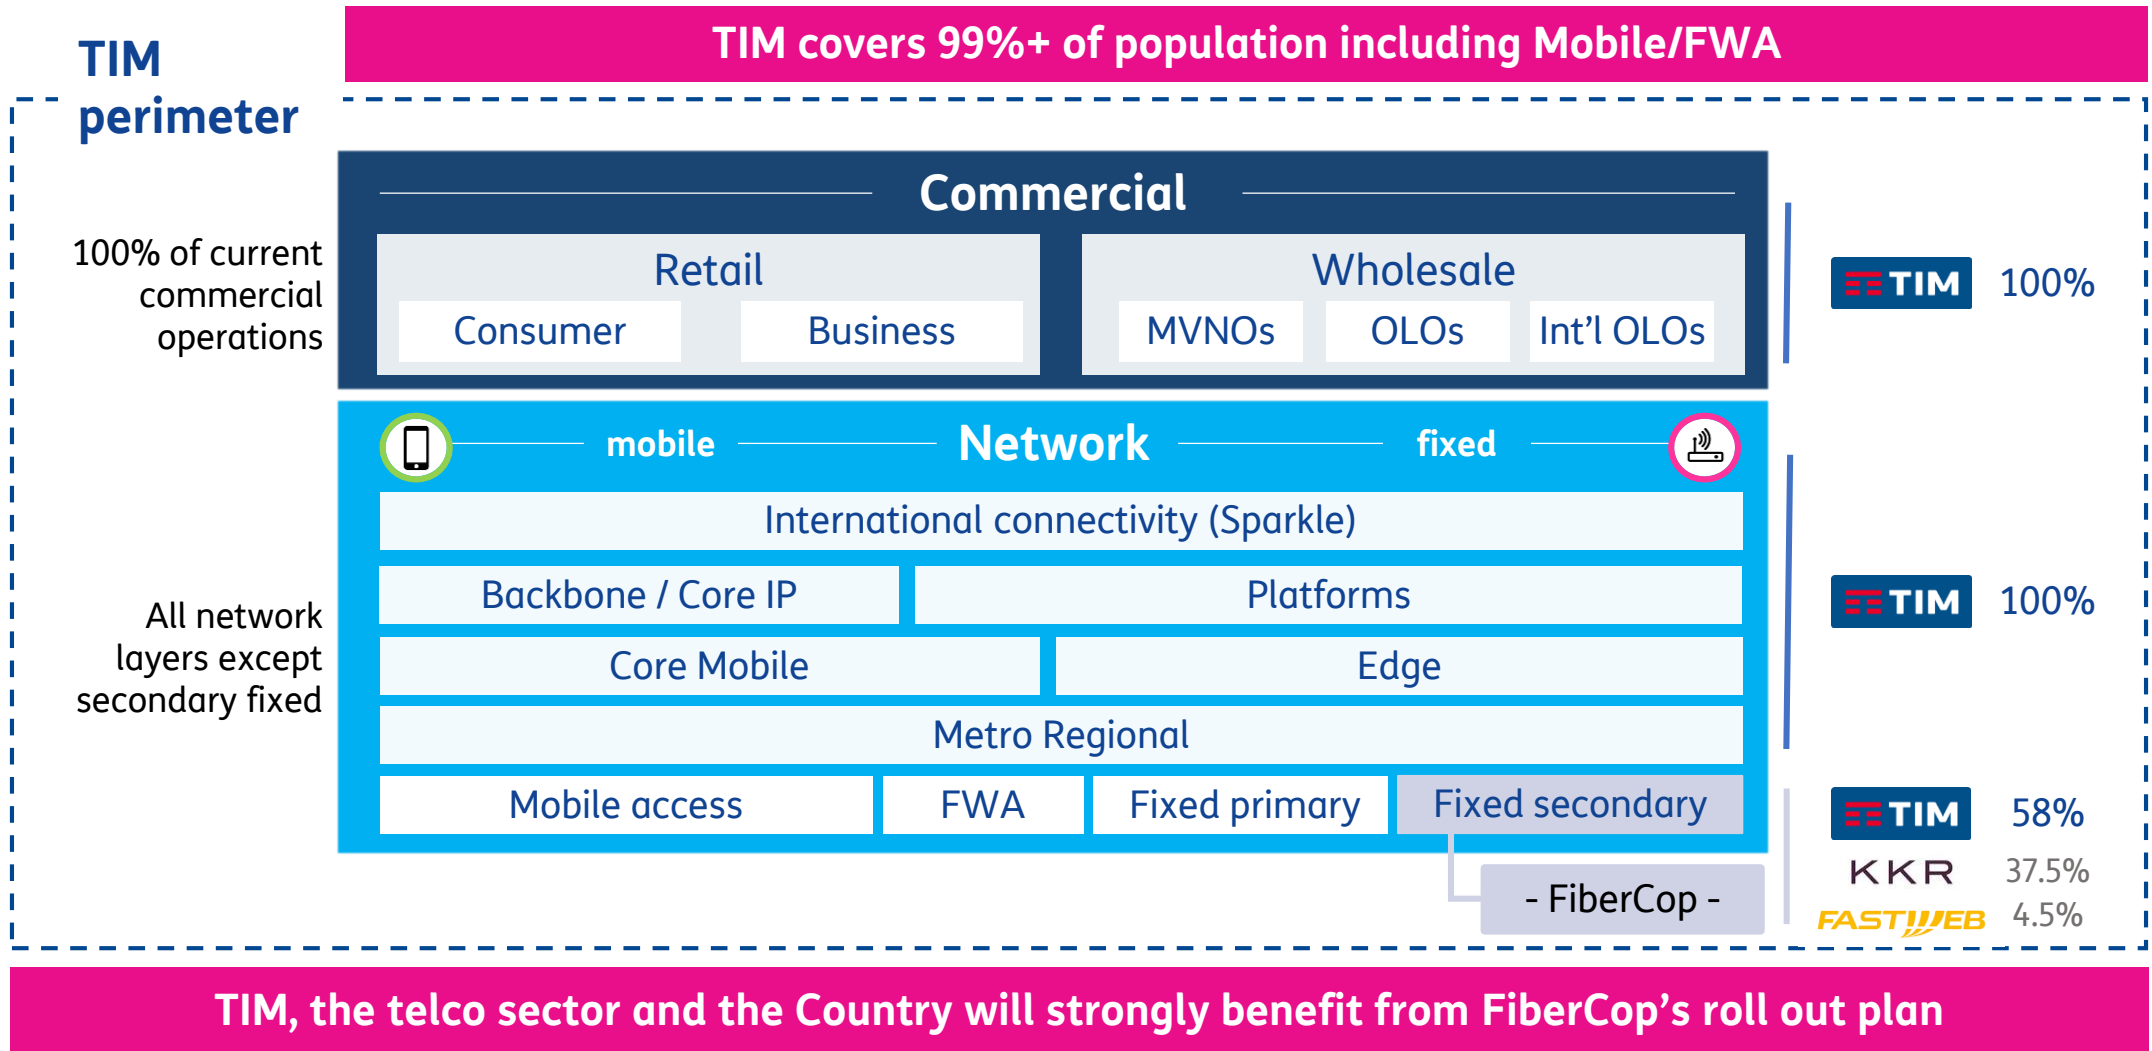 TIM covers 99%+ of population including Mobile/FWA
TIM
perimeter
Commercial
100% of current
commercial
operations
Retail
Wholesale
Consumer
Business
MVNOs
OLOs
Int'l OLOs
TIM 100%
mobile
Network
fixed
International connectivity (Sparkle)
Backbone / Core IP
Platforms
All network
layers except
secondary fixed
Core Mobile
Edge
TIM 100%
Metro Regional
Mobile access
FWA
Fixed primary
Fixed secondary
- FiberCop -
TIM 58%
KKR 37.5%
FASTWEB 4.5%
TIM, the telco sector and the Country will strongly benefit from FiberCop's roll out plan